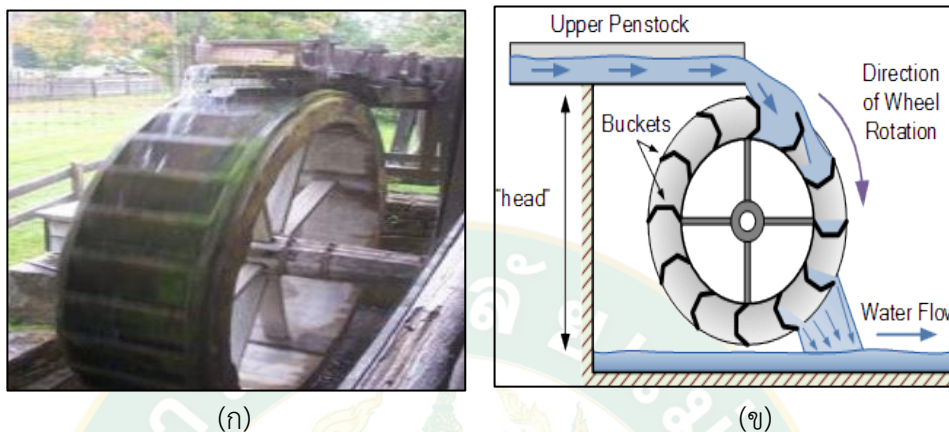 Upper Penstock
Direction
of Wheel
Rotation
Buckets
"head"
Water Flow
(ก)
(ข)